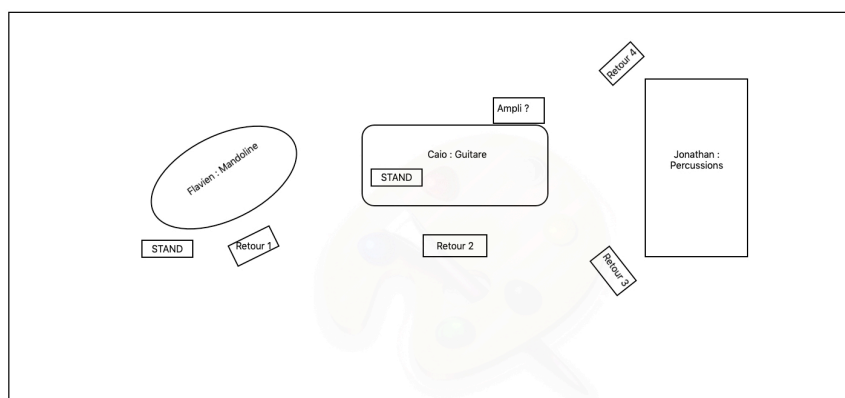 Retour 4
Ampli ?
Flavien : Mandoline
Caio : Guitare
STAND
Jonathan :
Percussions
STAND
Retour 1
Retour 2
Retour 3